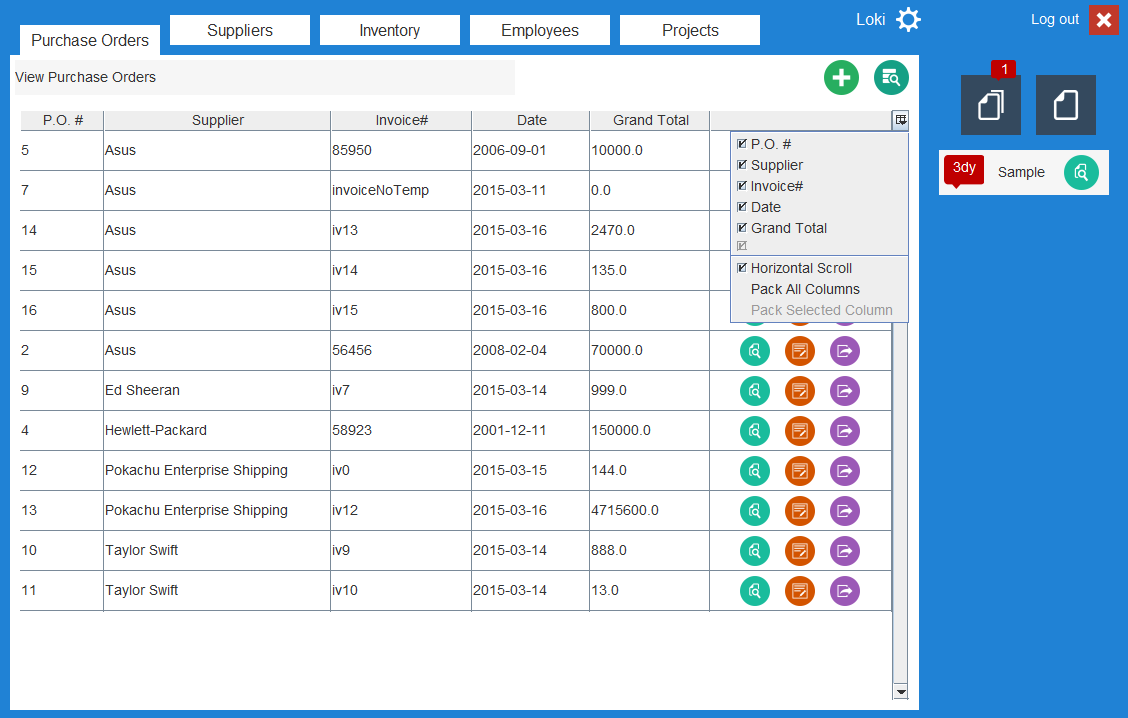 Purchase Orders Suppliers Inventory Employees Projects Loki Log out
View Purchase Orders
1
3dy Sample
P.O. # Supplier Invoice# Date Grand Total
5 Asus 85950 2006-09-01 10000.0
7 Asus invoiceNoTemp 2015-03-11 0.0
14 Asus iv13 2015-03-16 2470.0
15 Asus iv14 2015-03-16 135.0
16 Asus iv15 2015-03-16 800.0
2 Asus 56456 2008-02-04 70000.0
9 Ed Sheeran iv7 2015-03-14 999.0
4 Hewlett-Packard 58923 2001-12-11 150000.0
12 Pokachu Enterprise Shipping iv0 2015-03-15 144.0
13 Pokachu Enterprise Shipping iv12 2015-03-16 4715600.0
10 Taylor Swift iv9 2015-03-14 888.0
11 Taylor Swift iv10 2015-03-14 13.0
P.O. #
Supplier
Invoice#
Date
Grand Total
Horizontal Scroll
Pack All Columns
Pack Selected Column